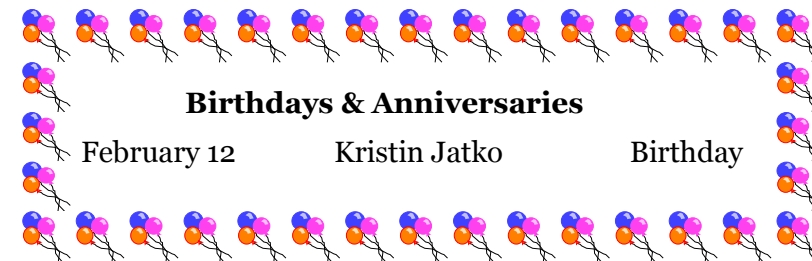 Birthdays & Anniversaries
February 12 Kristin Jatko Birthday